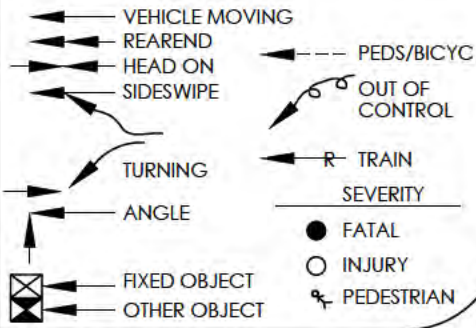 VEHICLE MOVING
REAREND
HEAD ON
SIDESWIPE
TURNING
ANGLE
FIXED OBJECT
OTHER OBJECT
PEDS/BICYC
OUT OF
CONTROL
R TRAIN
SEVERITY
FATAL
INJURY
PEDESTRIAN